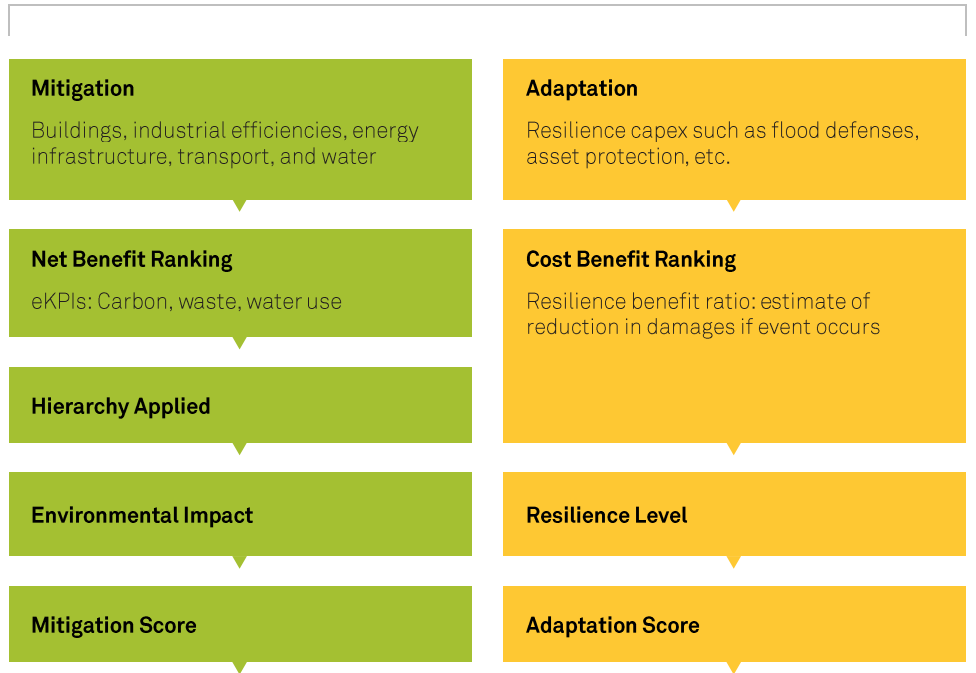 Mitigation
Buildings, industrial efficiencies, energy
infrastructure, transport, and water
Adaptation
Resilience capex such as flood defenses,
asset protection, etc.
Net Benefit Ranking
eKPIs: Carbon, waste, water use
Cost Benefit Ranking
Resilience benefit ratio: estimate of
reduction in damages if event occurs
Hierarchy Applied
Environmental Impact
Resilience Level
Mitigation Score
Adaptation Score